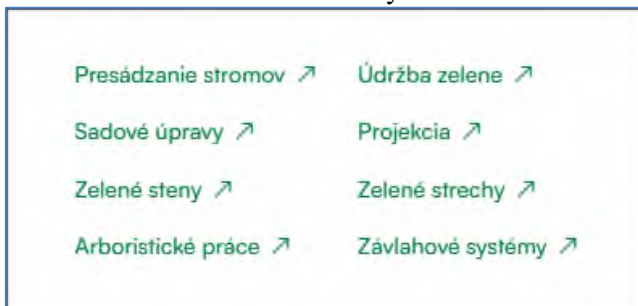 Presádzanie stromov ↗ Údržba zelene ↗
Sadové úpravy ↗ Projekcia ↗
Zelené steny ↗ Zelené strechy ↗
Arboristické práce ↗ Závlahové systémy ↗